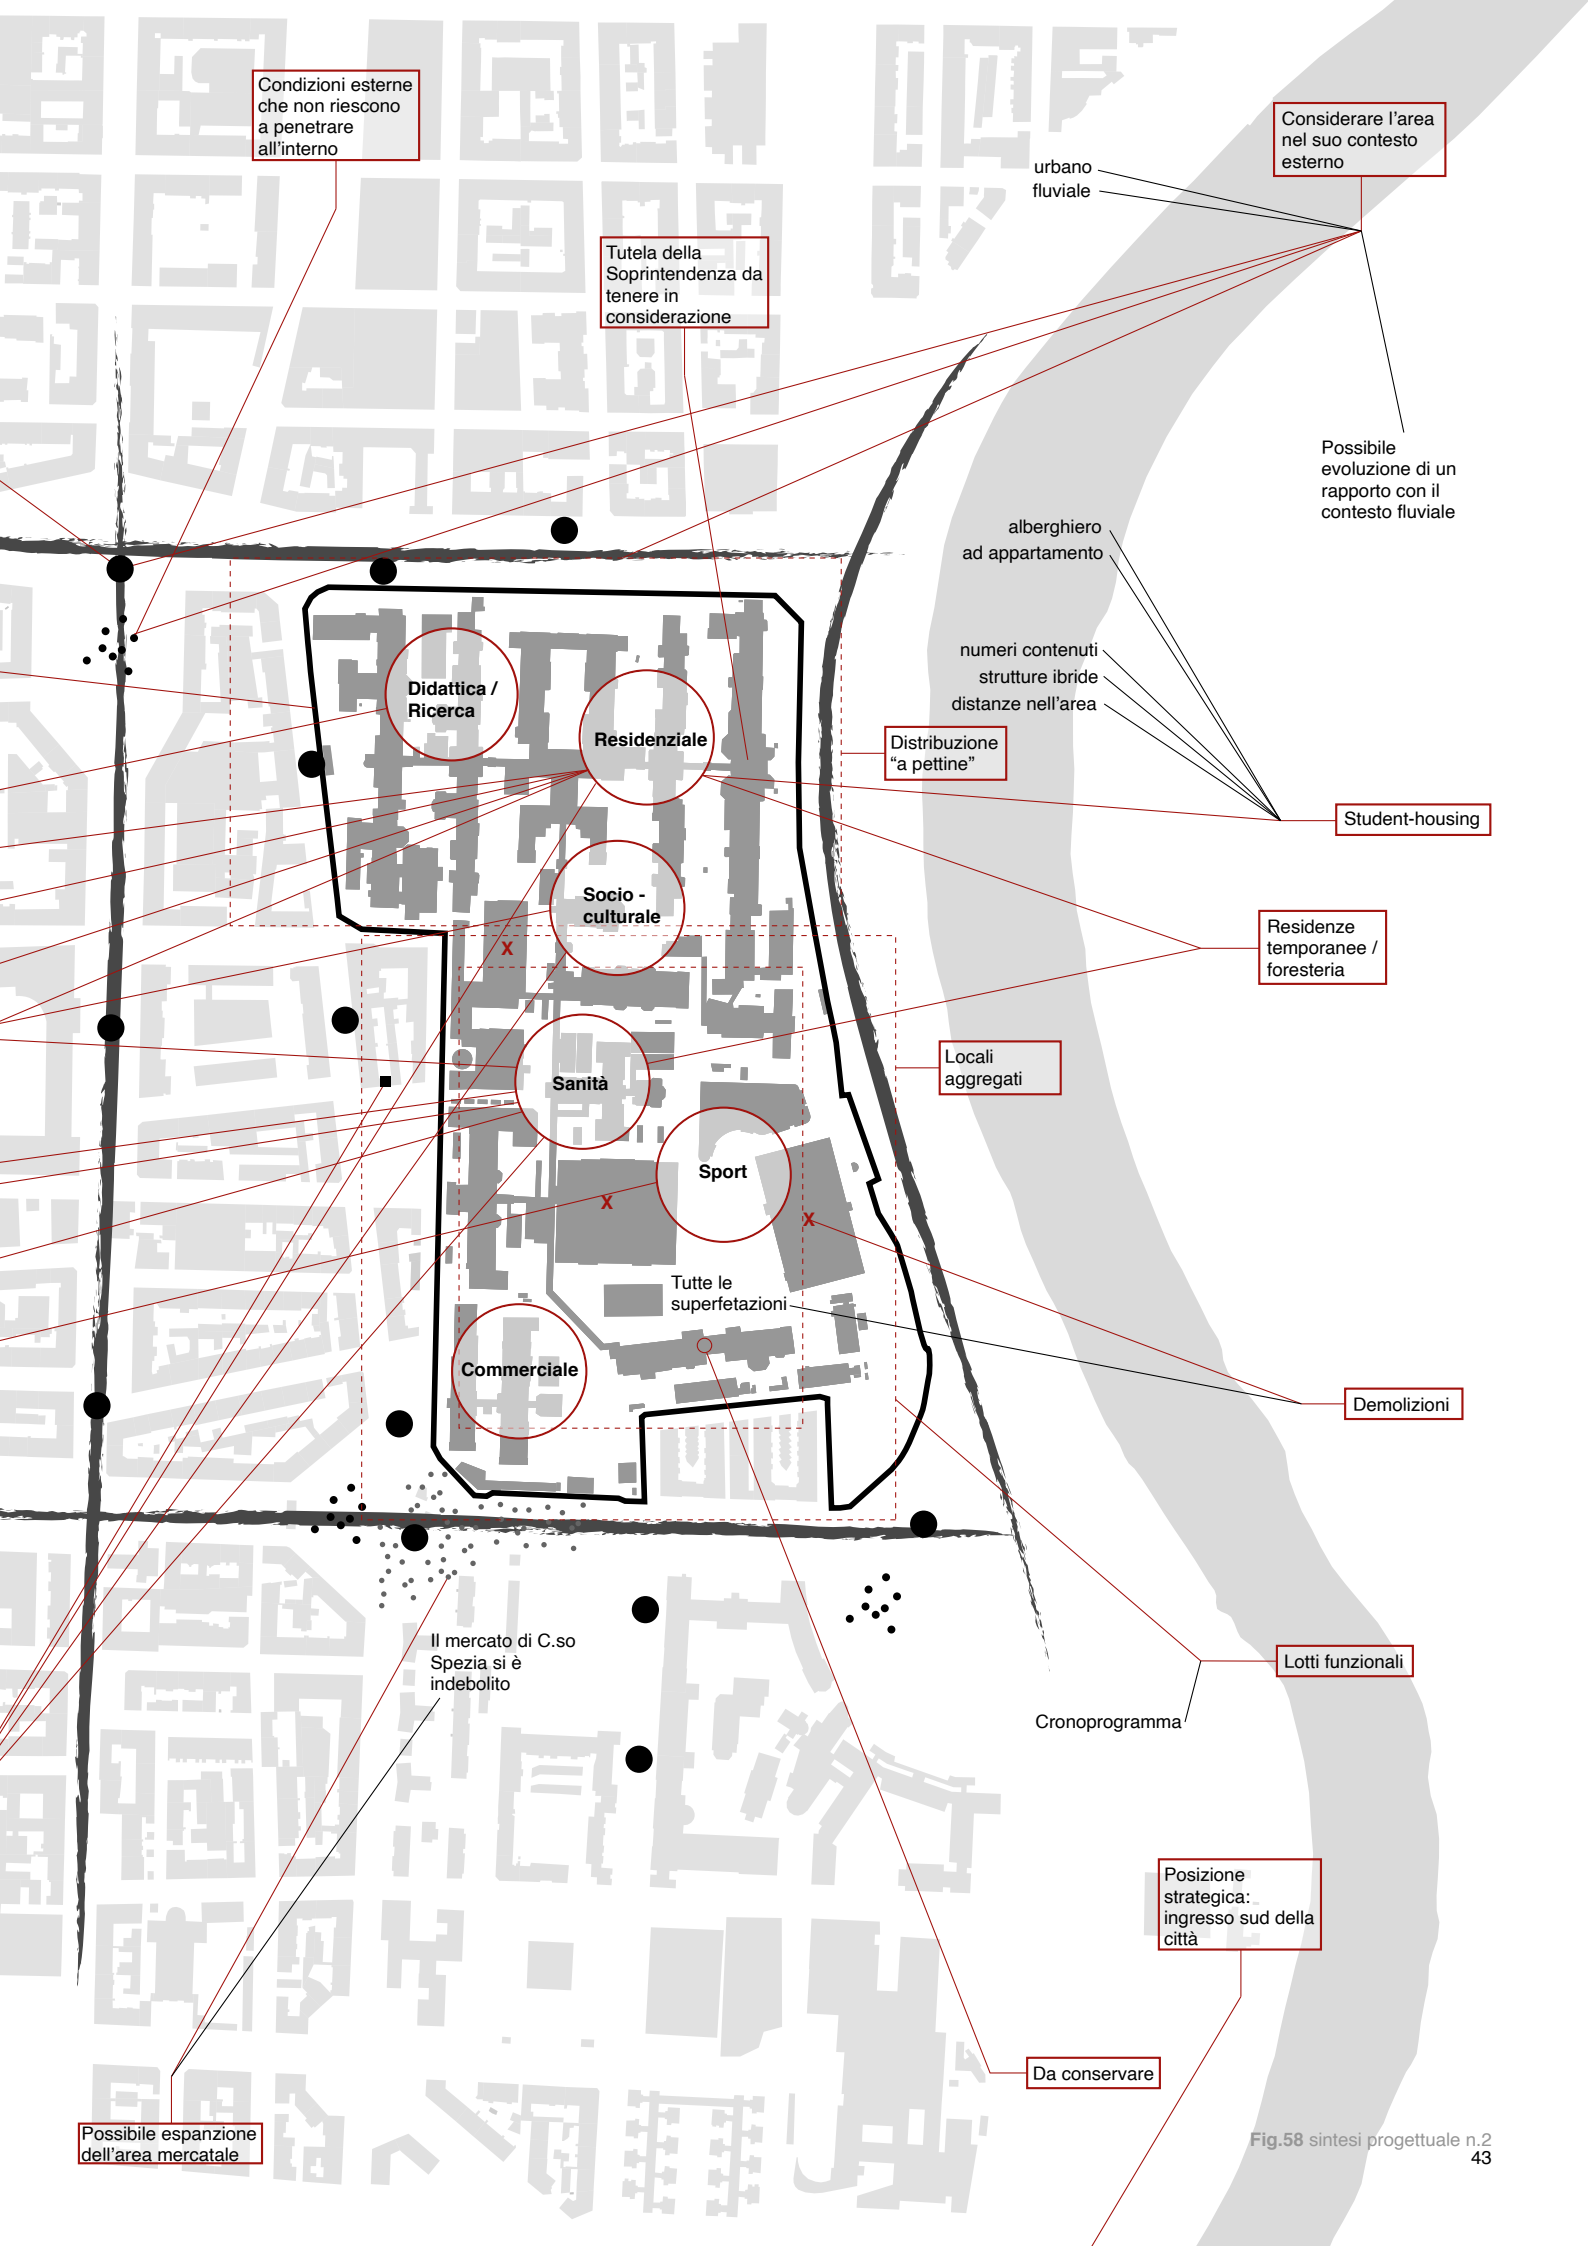 Condizioni esterne
che non riescono
a penetrare
all'interno
Considerare l'area
nel suo contesto
esterno
urbano
fluviale
Tutela della
Soprintendenza da
tenere in
considerazione
Possibile
evoluzione di un
rapporto con il
contesto fluviale
alberghiero
ad appartamento
numeri contenuti
strutture ibride
distanze nell'area
Didattica /
Ricerca
Residenziale
Distribuzione
“a pettine”
Student-housing
Socio -
culturale
Residenze
temporanee /
foresteria
X
Sanità
Locali
aggregati
Sport
X
X
Tutte le
superfetazioni
Commerciale
Demolizioni
Il mercato di C.so
Spezia si è
indebolito
Lotti funzionali
Cronoprogramma
Posizione
strategica:
ingresso sud della
città
Da conservare
Possibile espanzione
dell'area mercatale
Fig.58 sintesi progettuale n.2
43